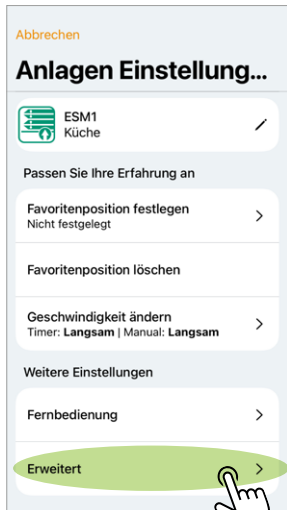 Abbrechen
Anlagen Einstellung...
ESM1
Küche
Passen Sie Ihre Erfahrung an
Favoritenposition festlegen
Nicht festgelegt
Favoritenposition löschen
Geschwindigkeit ändern
Timer: Langsam | Manual: Langsam
Weitere Einstellungen
Fernbedienung
Erweitert